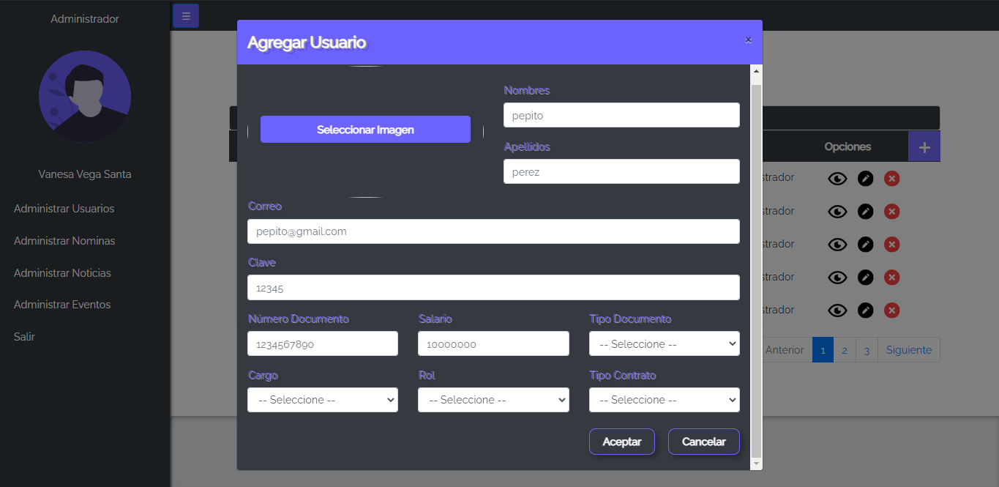 Administrador
☰
Vanesa Vega Santa
Administrar Usuarios
Administrar Nominas
Administrar Noticias
Administrar Eventos
Salir
Agregar Usuario
×
Seleccionar Imagen
Nombres
pepito
Apellidos
perez
Correo
pepito@gmail.com
Clave
12345
Número Documento
Salario
Tipo Documento
1234567890
10000000
-- Seleccione --
Cargo
Rol
Tipo Contrato
-- Seleccione --
-- Seleccione --
-- Seleccione --
Aceptar
Cancelar
Opciones
+
strador
strador
strador
strador
strador
Anterior 1 2 3 Siguiente